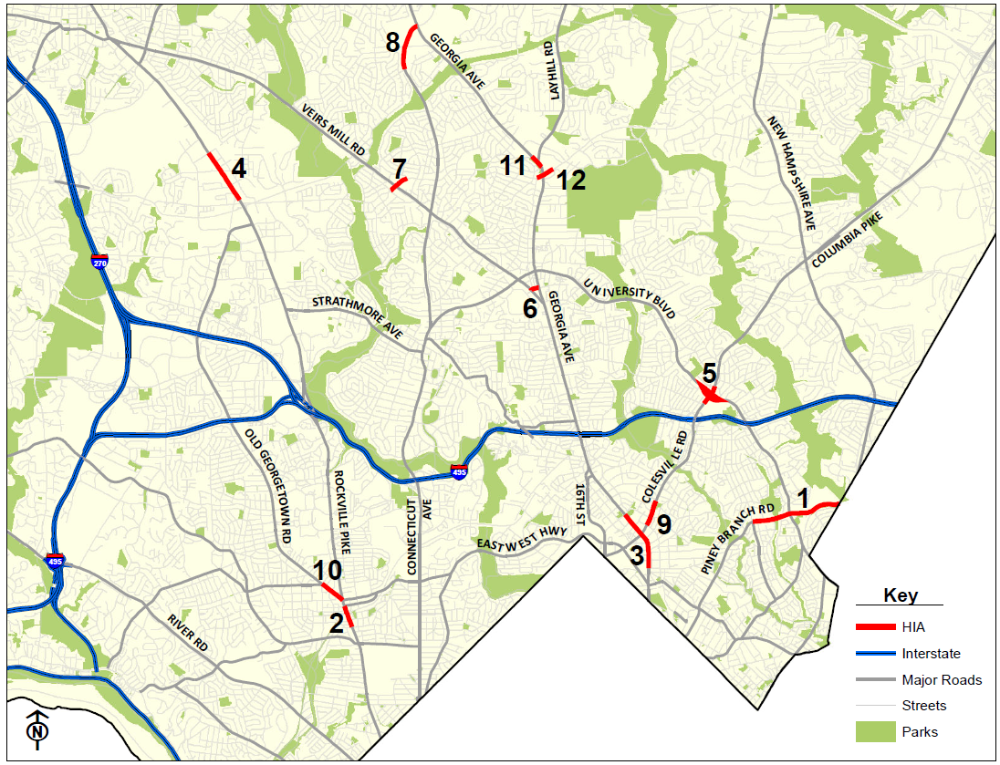 8
GEORGIA AVE
LAYHILL RD
VEIRS MILL RD
NEW HAMPSHIRE AVE
4
7
11
12
COLUMBIA PIKE
270
STRATHMORE AVE
6
GEORGIA AVE
UNIVERSITY BLVD
5
OLD GEORGETOWN RD
ROCKVILLE PIKE
CONNECTICUT
AVE
495
16TH ST
COLESVILLE RD
EAST WEST HWY
9
3
PINEY BRANCH RD
1
495
10
2
RIVER RD
N
Key
HIA
Interstate
Major Roads
Streets
Parks